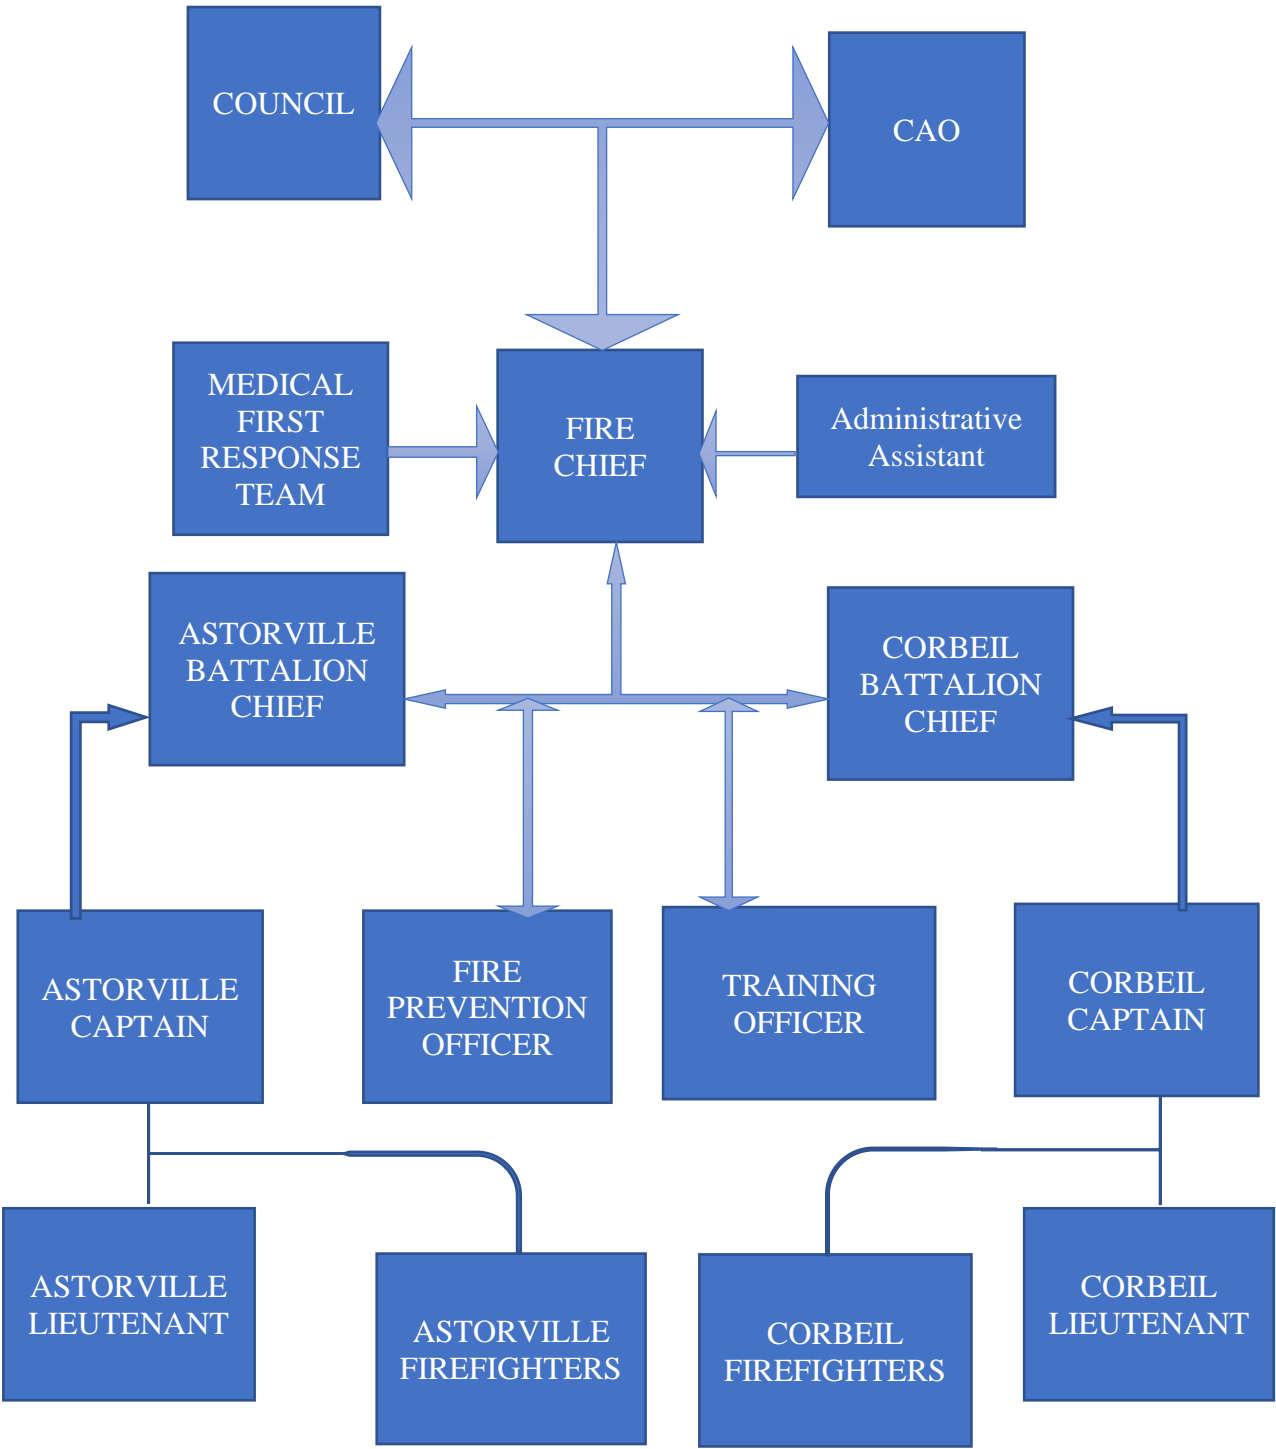 COUNCIL
CAO
MEDICAL
FIRST
RESPONSE
TEAM
FIRE
CHIEF
Administrative
Assistant
ASTORVILLE
BATTALION
CHIEF
CORBEIL
BATTALION
CHIEF
ASTORVILLE
CAPTAIN
FIRE
PREVENTION
OFFICER
TRAINING
OFFICER
CORBEIL
CAPTAIN
ASTORVILLE
LIEUTENANT
ASTORVILLE
FIREFIGHTERS
CORBEIL
FIREFIGHTERS
CORBEIL
LIEUTENANT